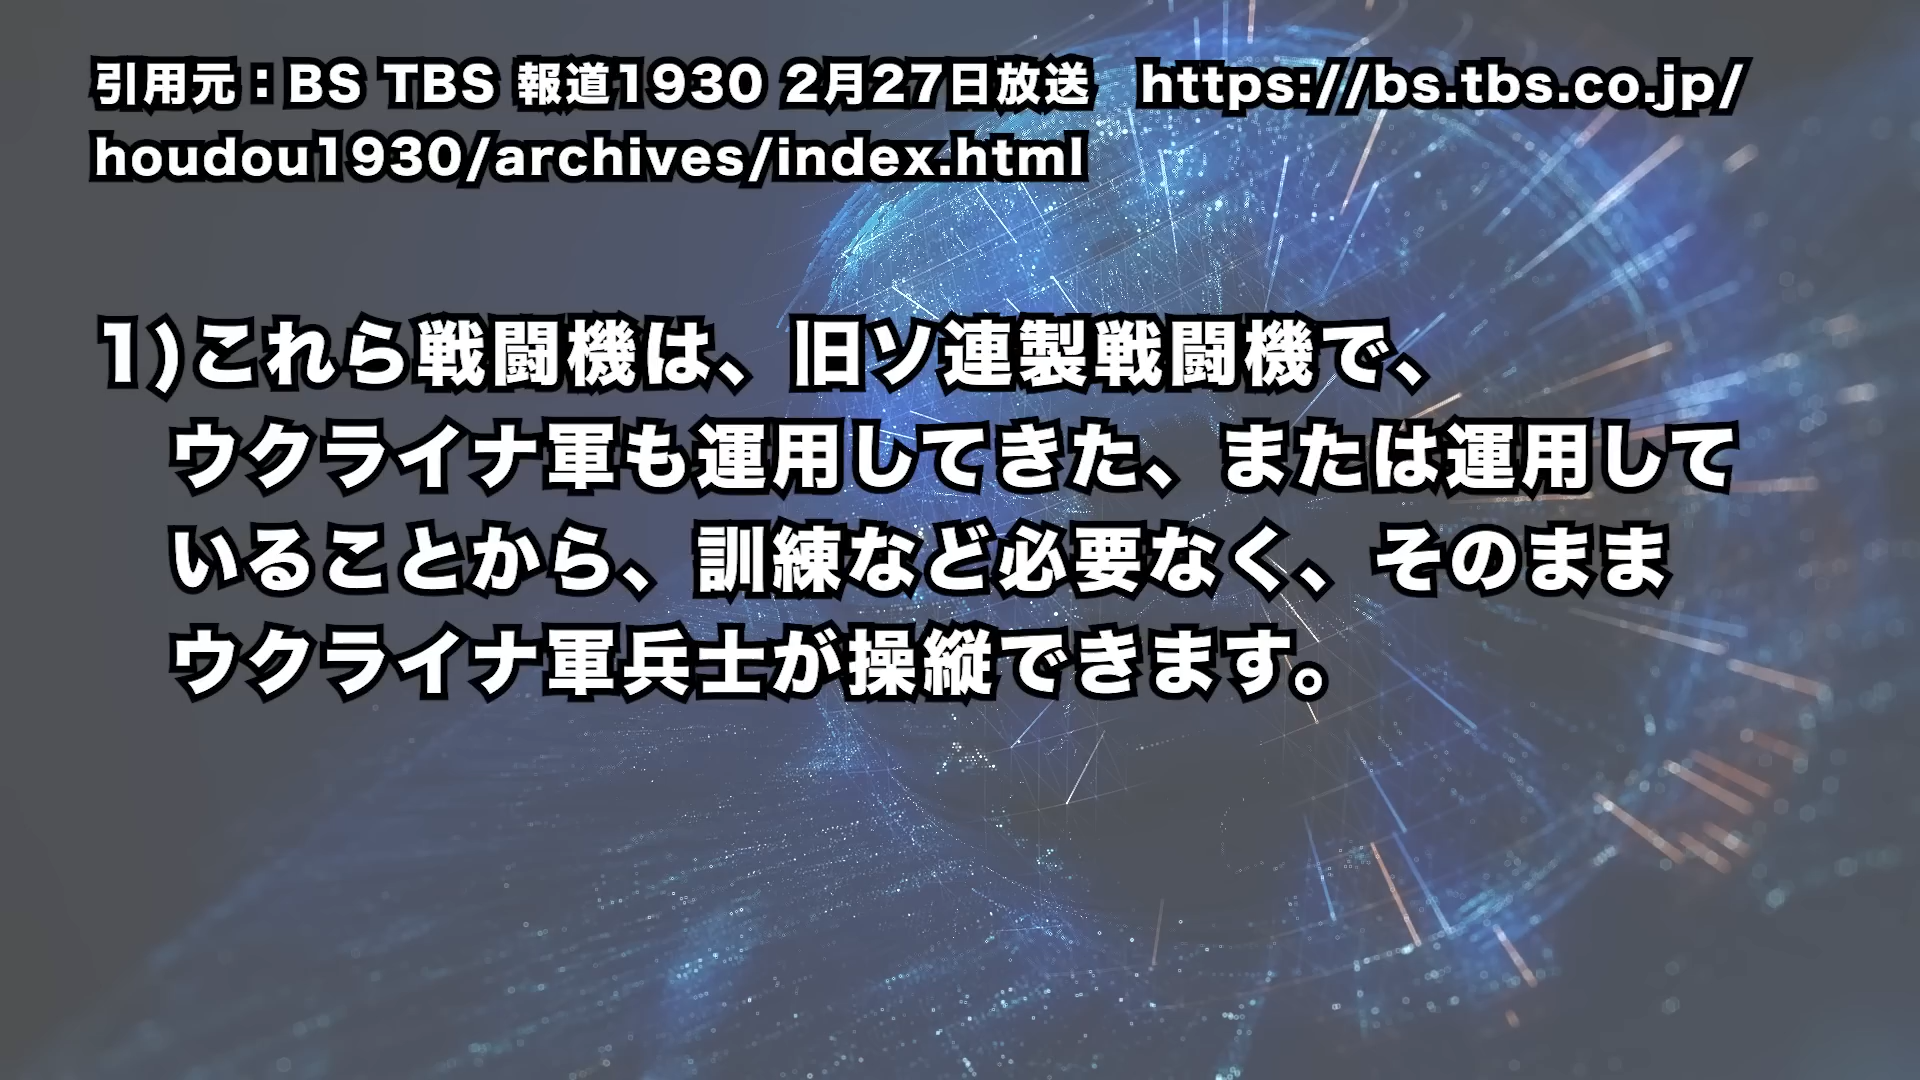 引用元：BS TBS 報道1930 2月27日放送　https://bs.tbs.co.jp/
houdou1930/archives/index.html
1)これら戦闘機は、旧ソ連製戦闘機で、
ウクライナ軍も運用してきた、または運用して
いることから、訓練など必要なく、そのまま
ウクライナ軍兵士が操縦できます。